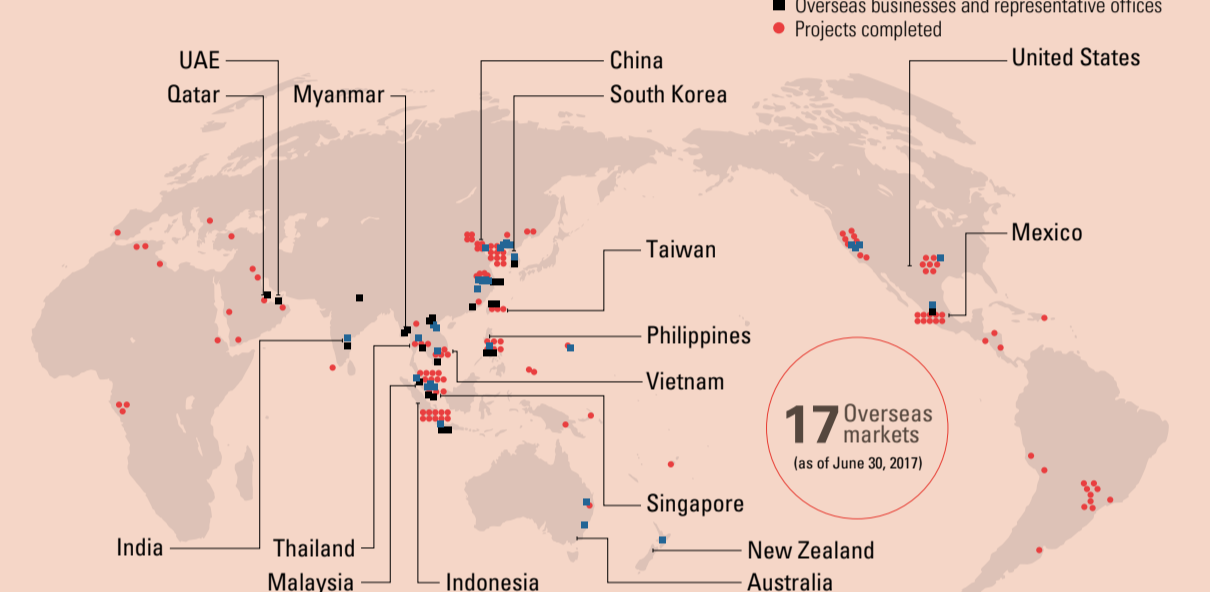 Overseas businesses and representative offices
Projects completed
UAE
China
United States
Qatar
Myanmar
South Korea
Mexico
Taiwan
Philippines
Vietnam
17 Overseas
markets
(as of June 30, 2017)
Singapore
India
Thailand
New Zealand
Malaysia
Indonesia
Australia